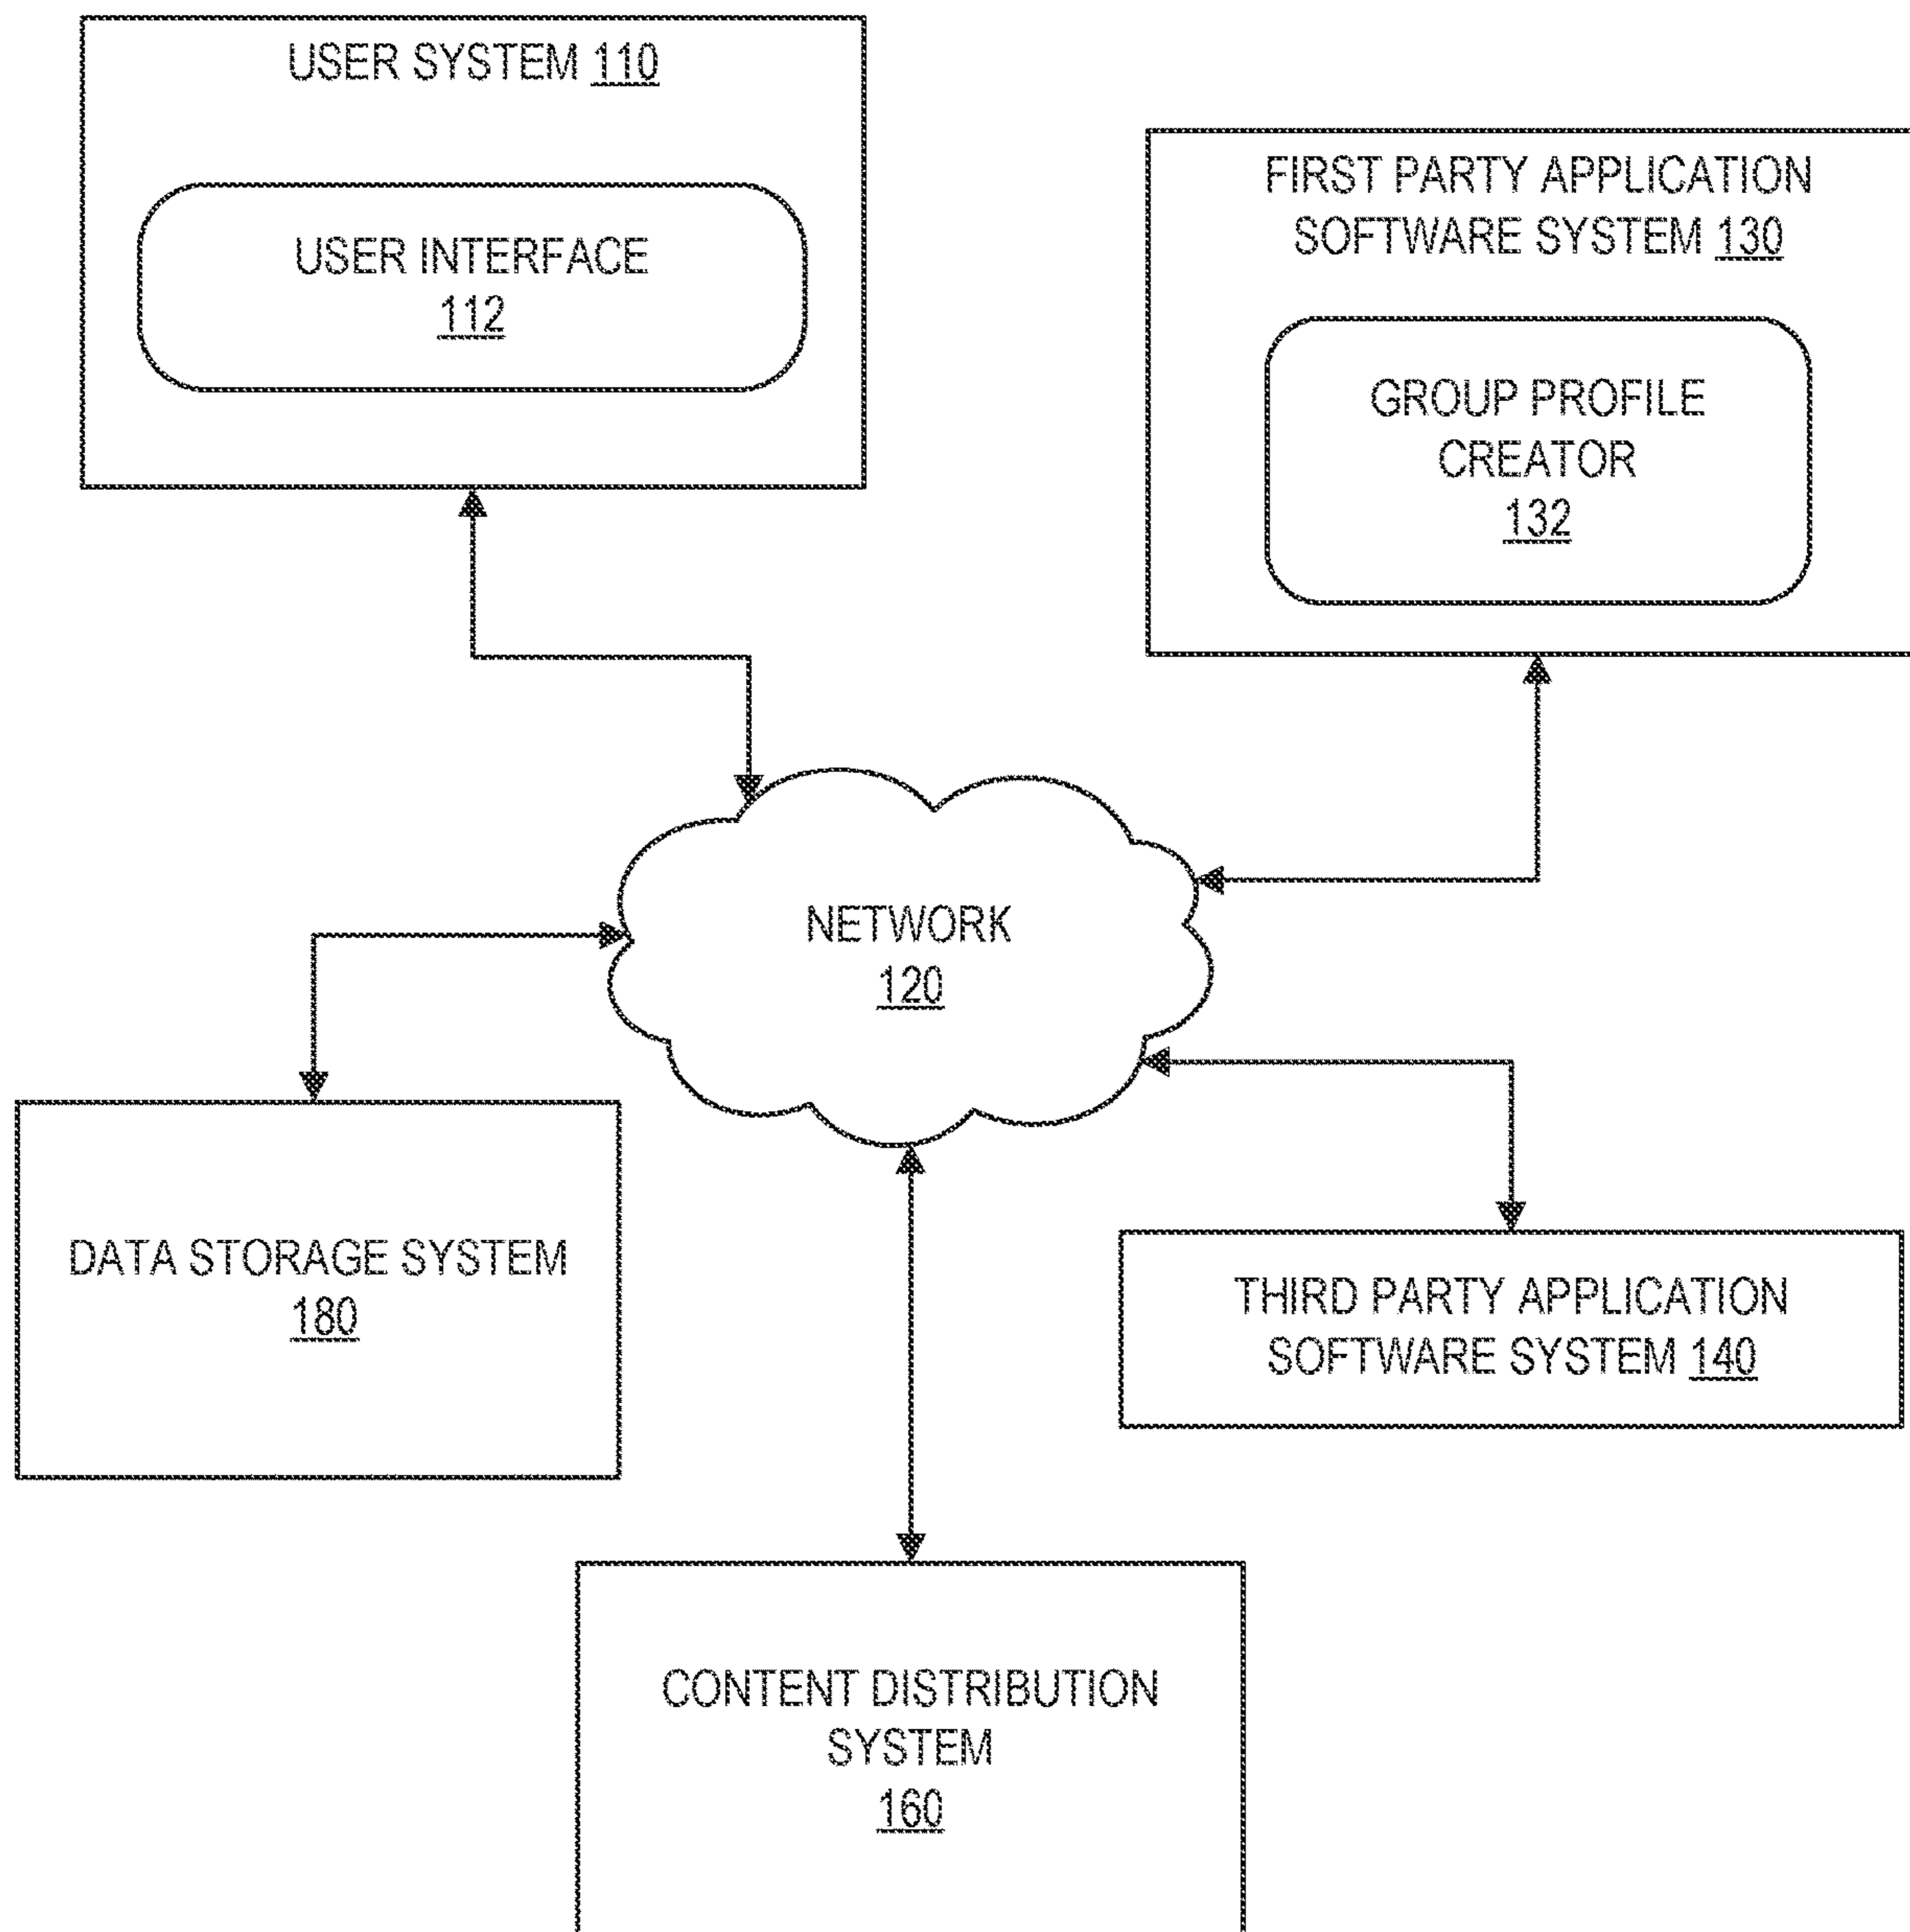 USER SYSTEM 110
USER INTERFACE
112
FIRST PARTY APPLICATION
SOFTWARE SYSTEM 130
GROUP PROFILE
CREATOR
132
NETWORK
120
DATA STORAGE SYSTEM
180
THIRD PARTY APPLICATION
SOFTWARE SYSTEM 140
CONTENT DISTRIBUTION
SYSTEM
160